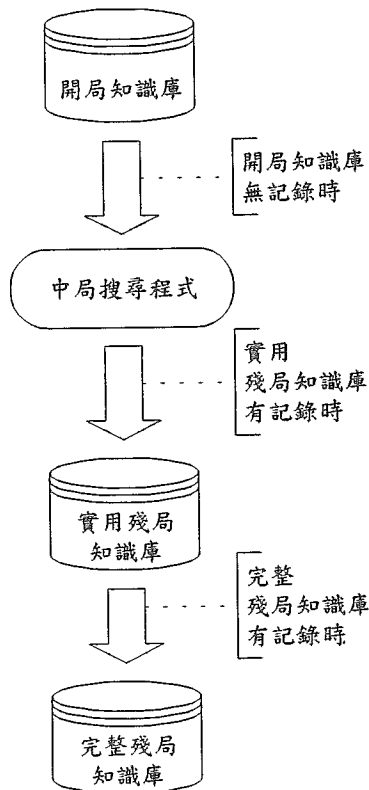 開局知識庫
開局知識庫
無記錄時
中局搜尋程式
實用
殘局知識庫
有記錄時
實用殘局
知識庫
完整
殘局知識庫
有記錄時
完整殘局
知識庫